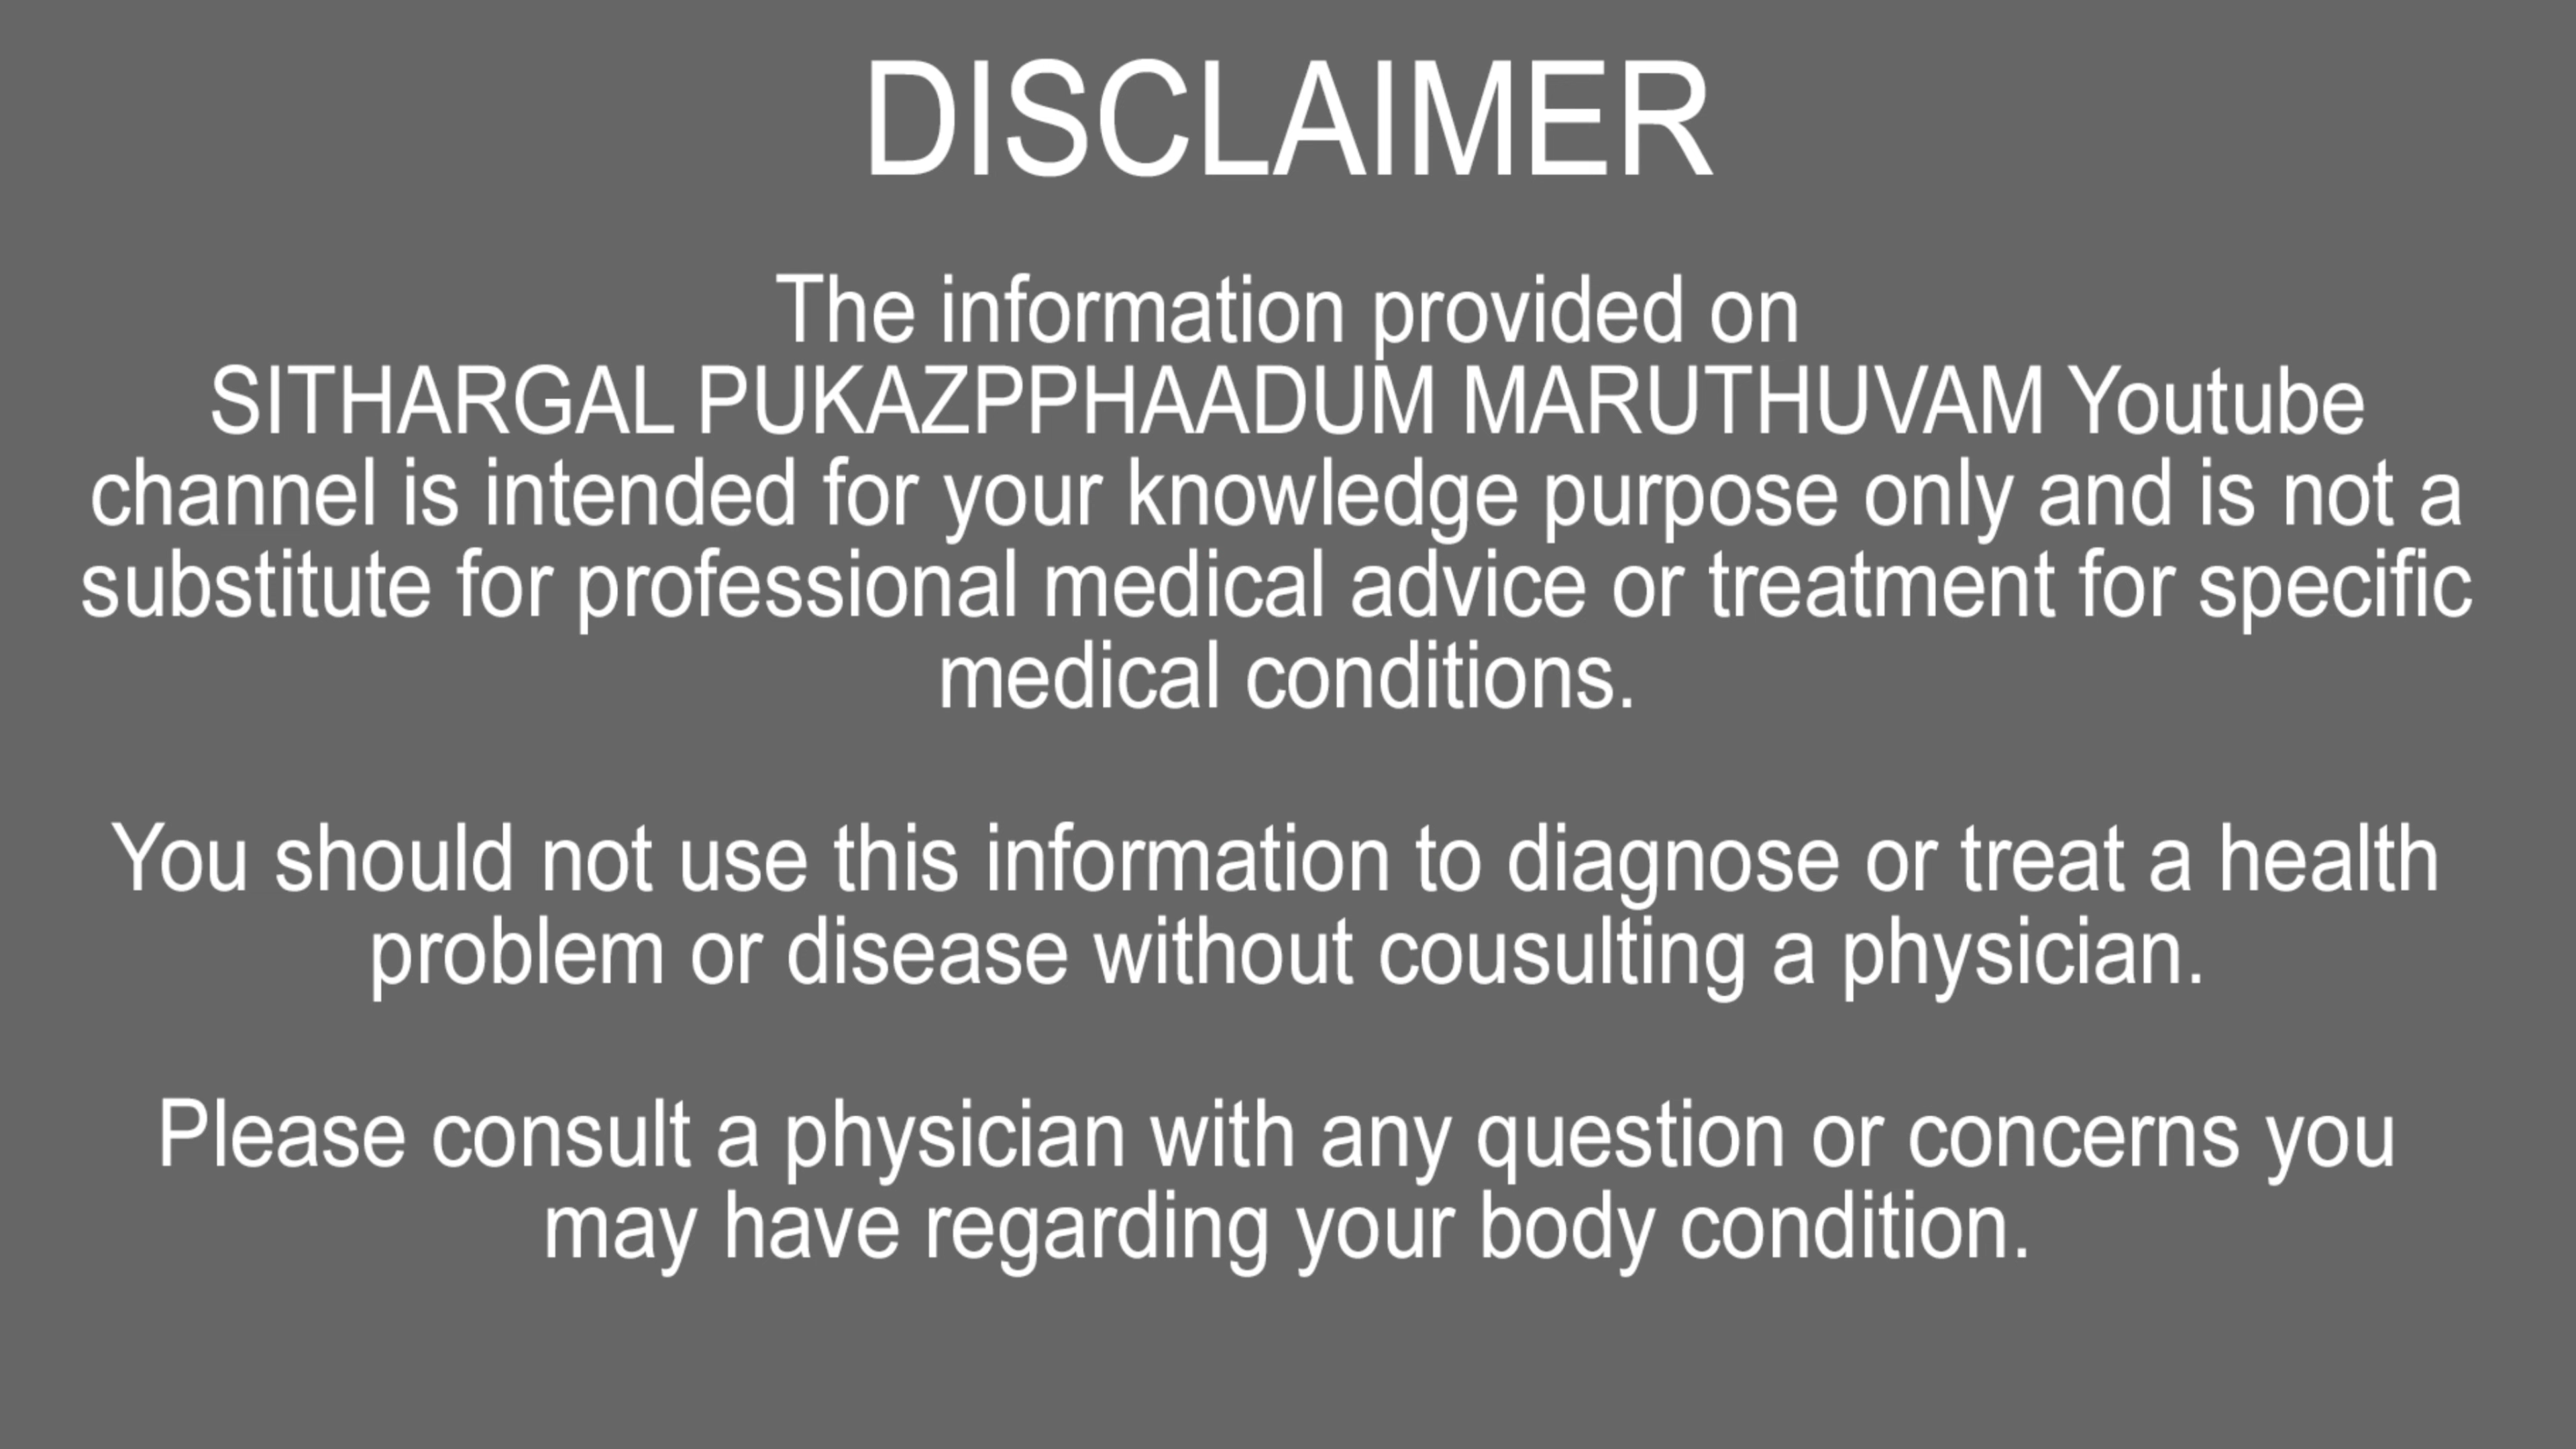 DISCLAIMER
The information provided on
SITHARGAL PUKAZPPHAADUM MARUTHUVAM Youtube
channel is intended for your knowledge purpose only and is not a
substitute for professional medical advice or treatment for specific
medical conditions.
You should not use this information to diagnose or treat a health
problem or disease without cousulting a physician.
Please consult a physician with any question or concerns you
may have regarding your body condition.